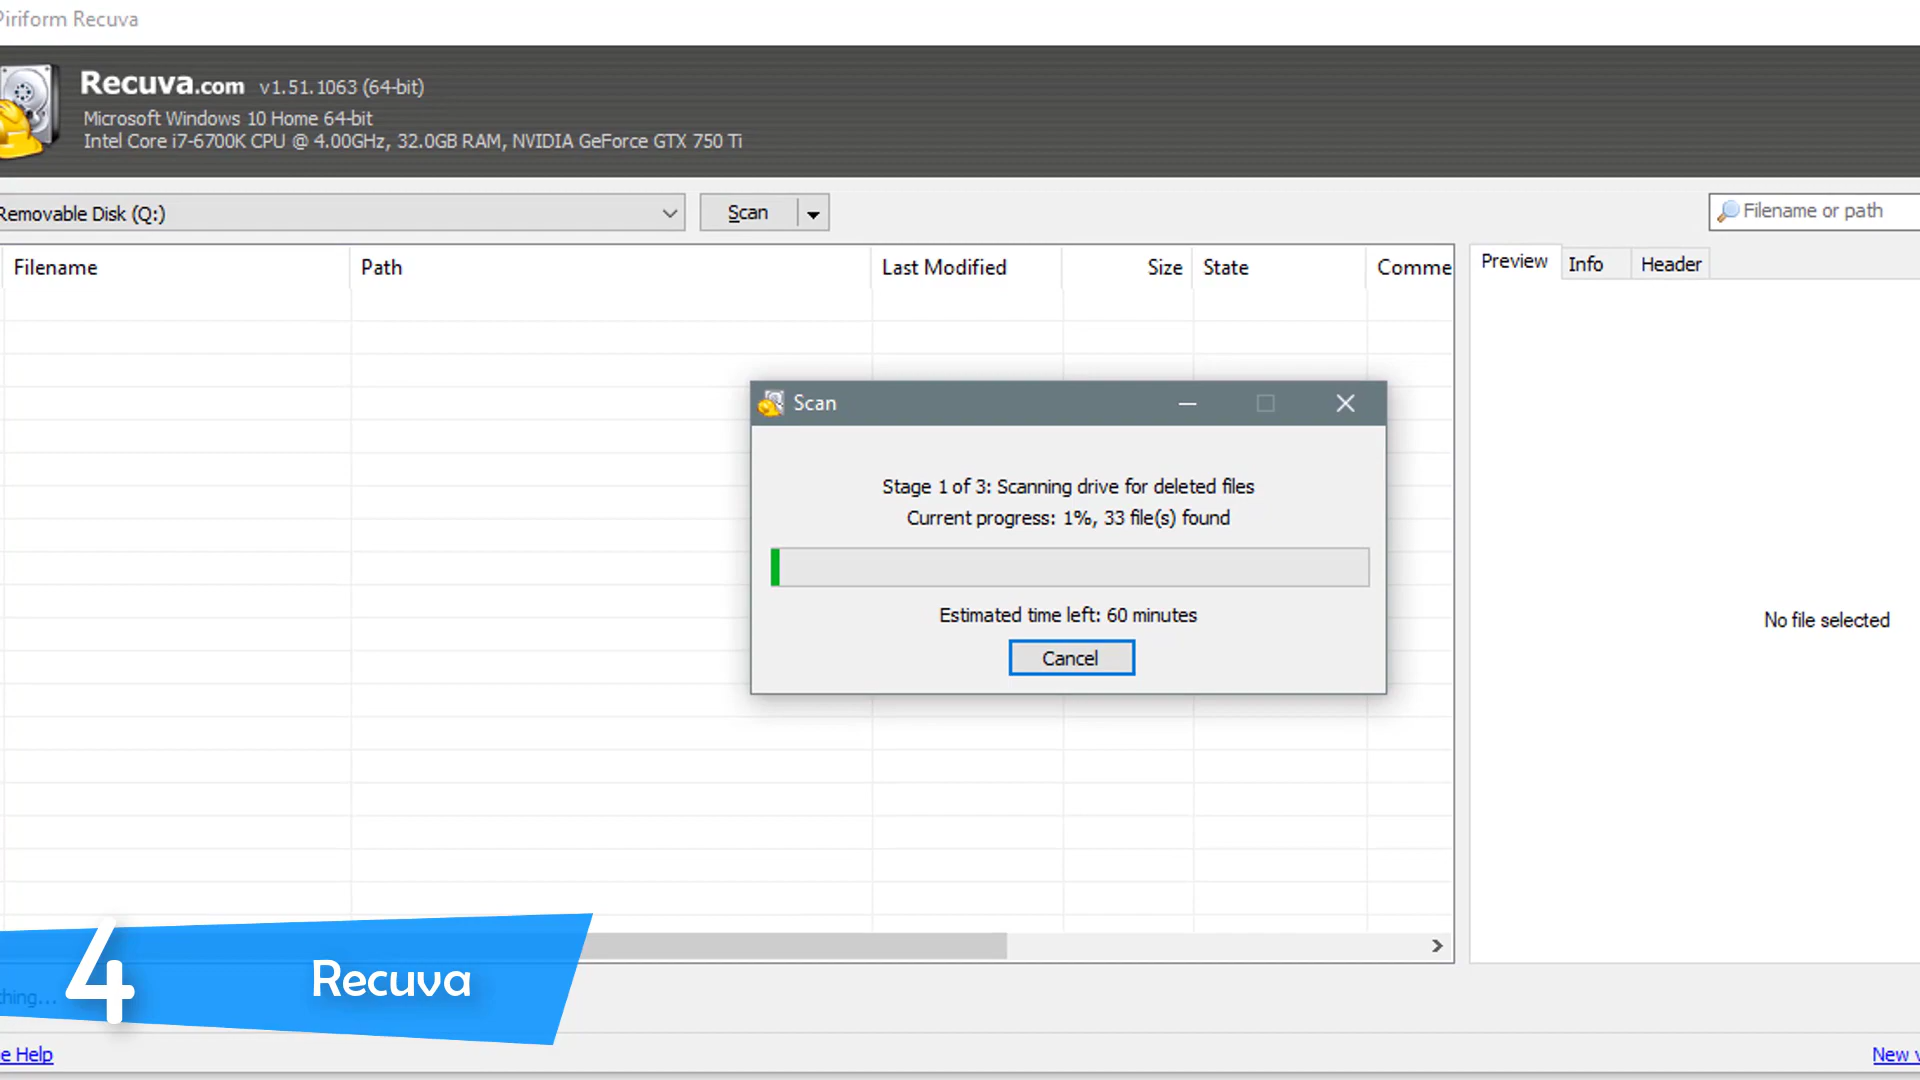 Piriform Recuva
Recuva.com v1.51.1063 (64-bit)
Microsoft Windows 10 Home 64-bit
Intel Core i7-6700K CPU @ 4.00GHz, 32.0GB RAM, NVIDIA GeForce GTX 750 Ti
Removable Disk (Q:)
Scan
Filename or path
Filename Path Last Modified Size State Comme
Preview Info Header
Scan
Stage 1 of 3: Scanning drive for deleted files
Current progress: 1%, 33 file(s) found
Estimated time left: 60 minutes
Cancel
No file selected
4 Recuva
thing...
e Help
New v